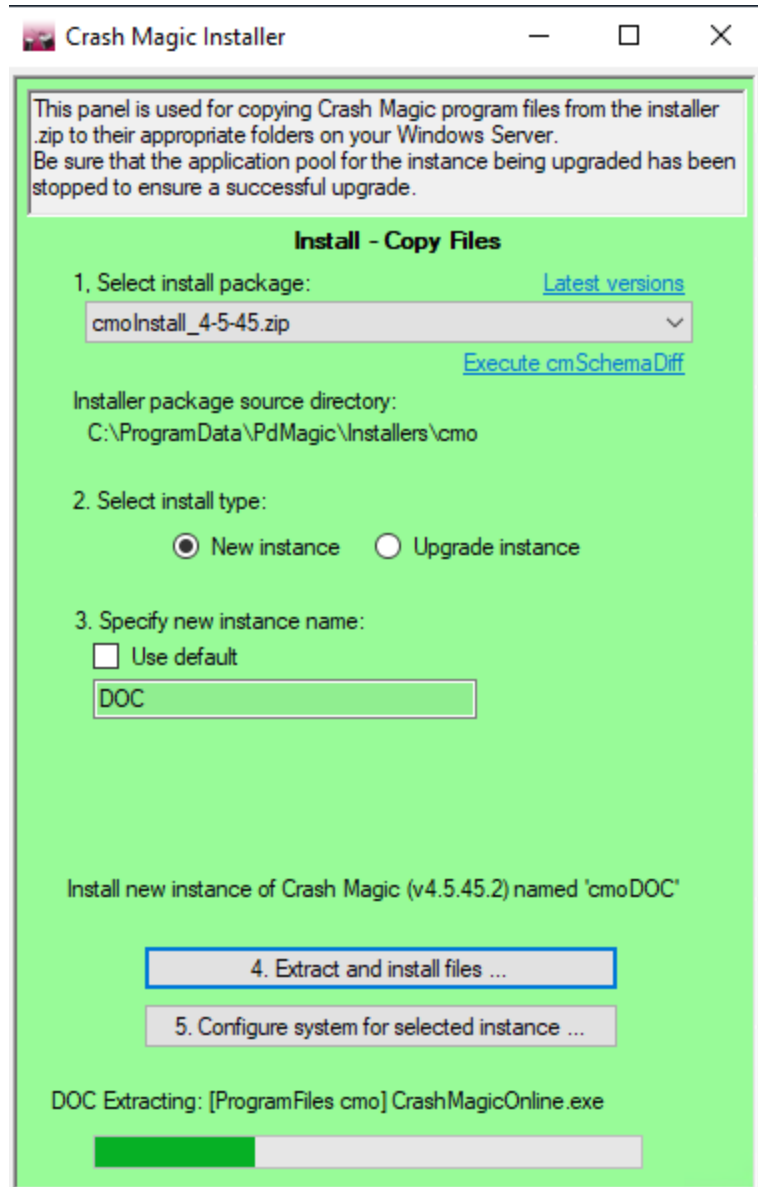 Crash Magic Installer
This panel is used for copying Crash Magic program files from the installer
.zip to their appropriate folders on your Windows Server.
Be sure that the application pool for the instance being upgraded has been
stopped to ensure a successful upgrade.
Install - Copy Files
1, Select install package: Latest versions
cmoInstall_4-5-45.zip
Execute cmSchemaDiff
Installer package source directory:
C:\ProgramData\PdMagic\Installers\cmo
2. Select install type:
New instance Upgrade instance
3. Specify new instance name:
Use default
DOC
Install new instance of Crash Magic (v4.5.45.2) named 'cmoDOC'
4. Extract and install files ...
5. Configure system for selected instance ...
DOC Extracting: [ProgramFiles cmo] CrashMagicOnline.exe